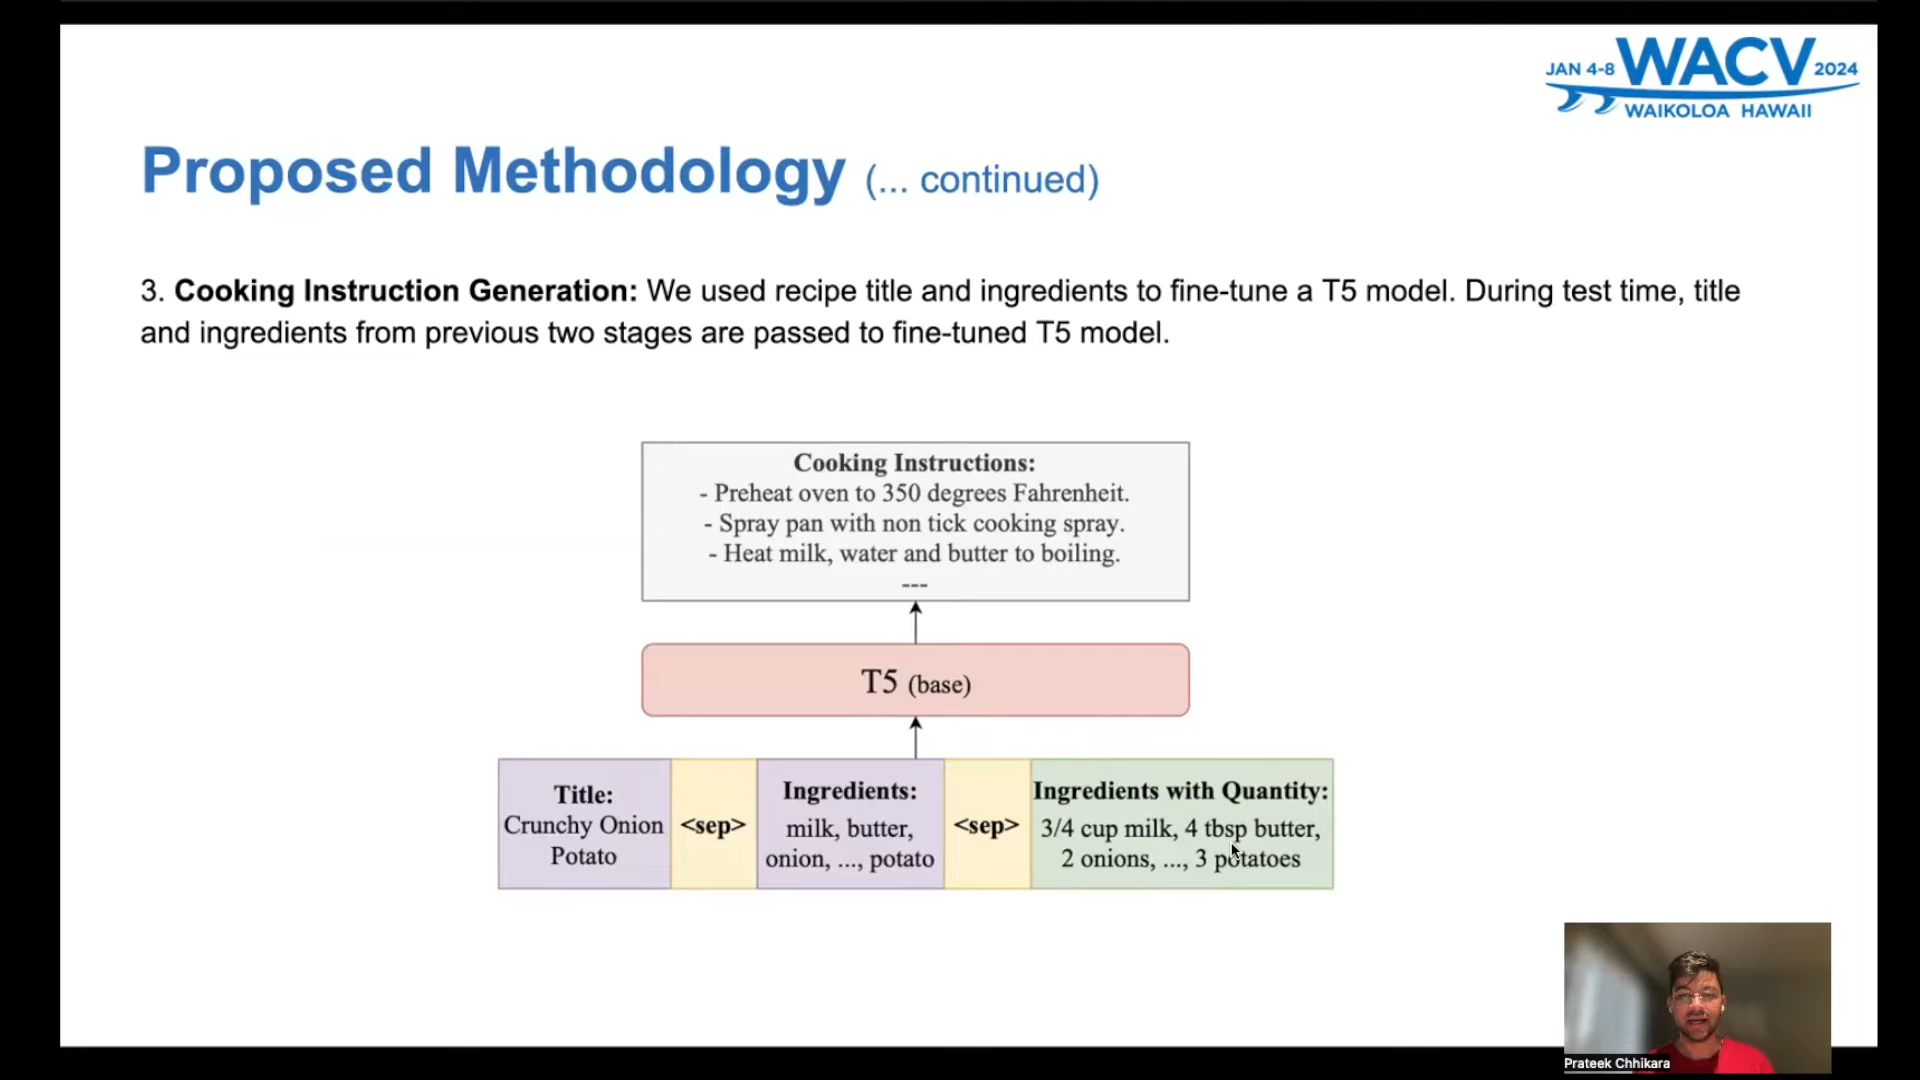 JAN 4-8 WACV 2024
WAIKOLOA HAWAII
Proposed Methodology (... continued)
3. Cooking Instruction Generation: We used recipe title and ingredients to fine-tune a T5 model. During test time, title
and ingredients from previous two stages are passed to fine-tuned T5 model.
Cooking Instructions:
- Preheat oven to 350 degrees Fahrenheit.
- Spray pan with non tick cooking spray.
- Heat milk, water and butter to boiling.
---
T5 (base)
Title:
Crunchy Onion
Potato
<sep>
Ingredients:
milk, butter,
onion, ..., potato
<sep>
Ingredients with Quantity:
3/4 cup milk, 4 tbsp butter,
2 onions, ..., 3 potatoes
Prateek Chhikara